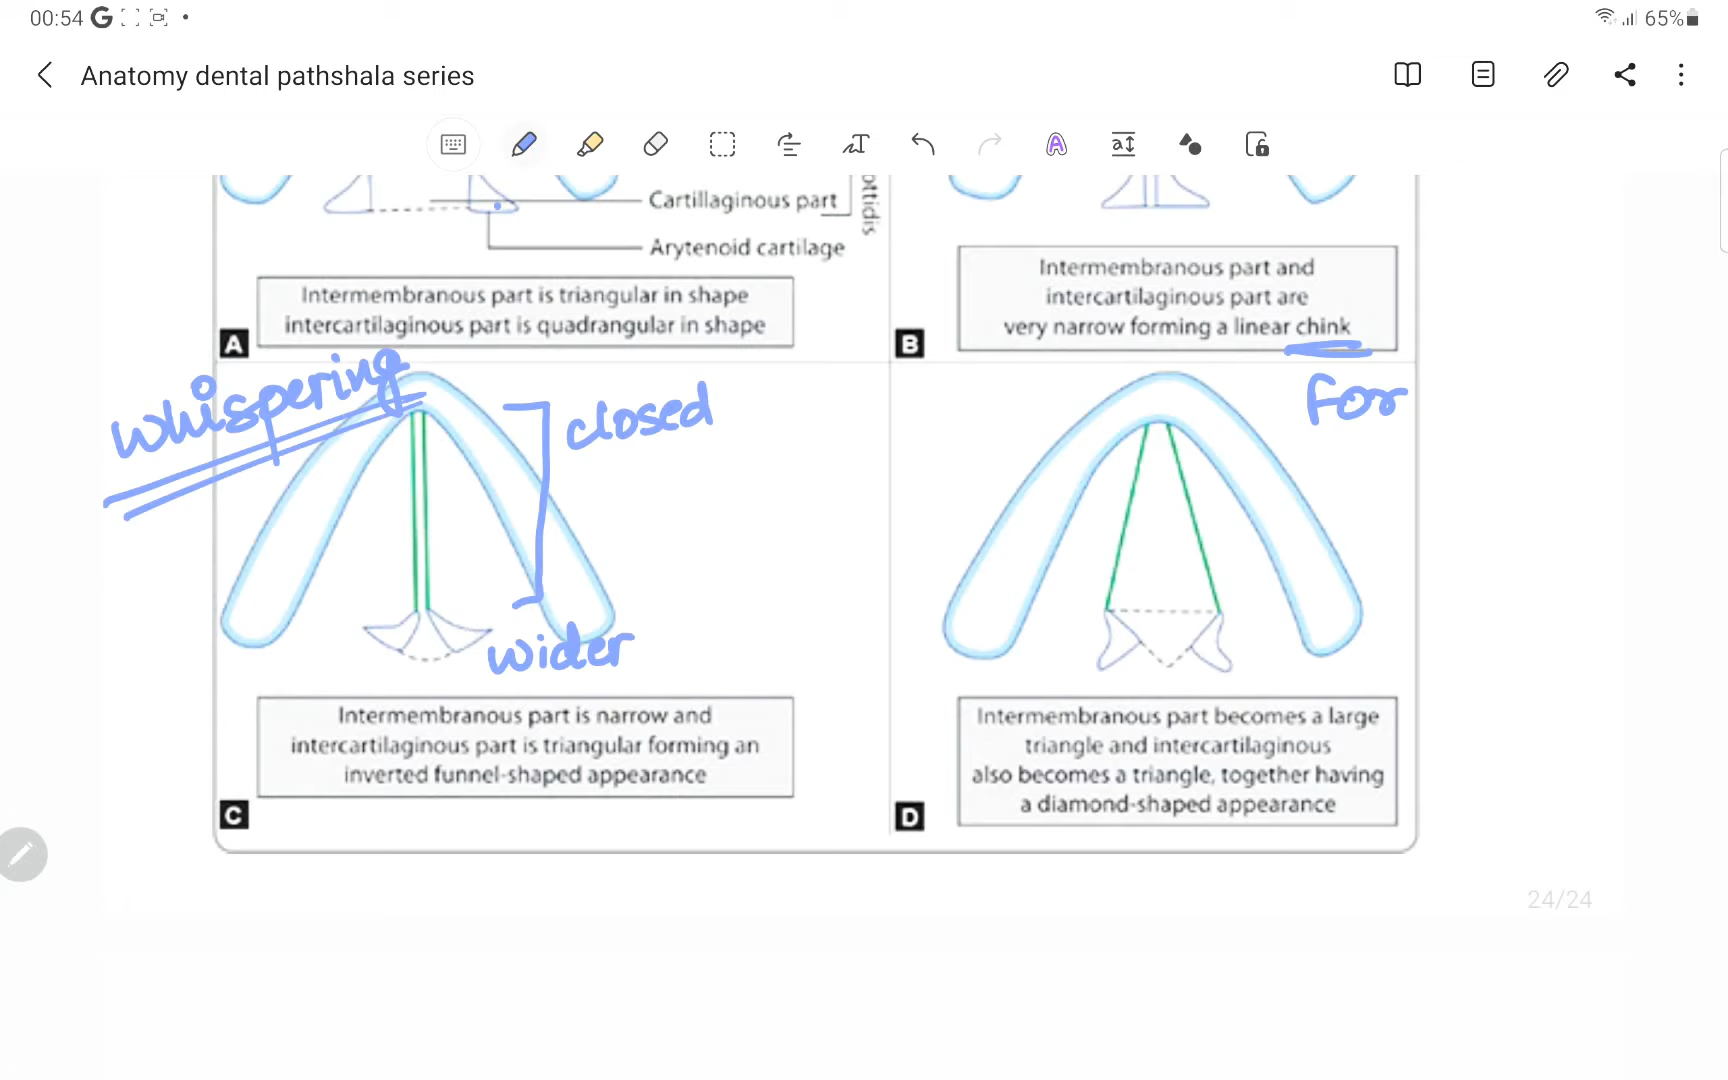 00:54
65%
Anatomy dental pathshala series
Cartillaginous part
Arytenoid cartilage
ottidis
Intermembranous part is triangular in shape
intercartilaginous part is quadrangular in shape
A
Intermembranous part and
intercartilaginous part are
very narrow forming a linear chink
B
whispering
closed
wider
For
Intermembranous part is narrow and
intercartilaginous part is triangular forming an
inverted funnel-shaped appearance
C
Intermembranous part becomes a large
triangle and intercartilaginous
also becomes a triangle, together having
a diamond-shaped appearance
D
24/24